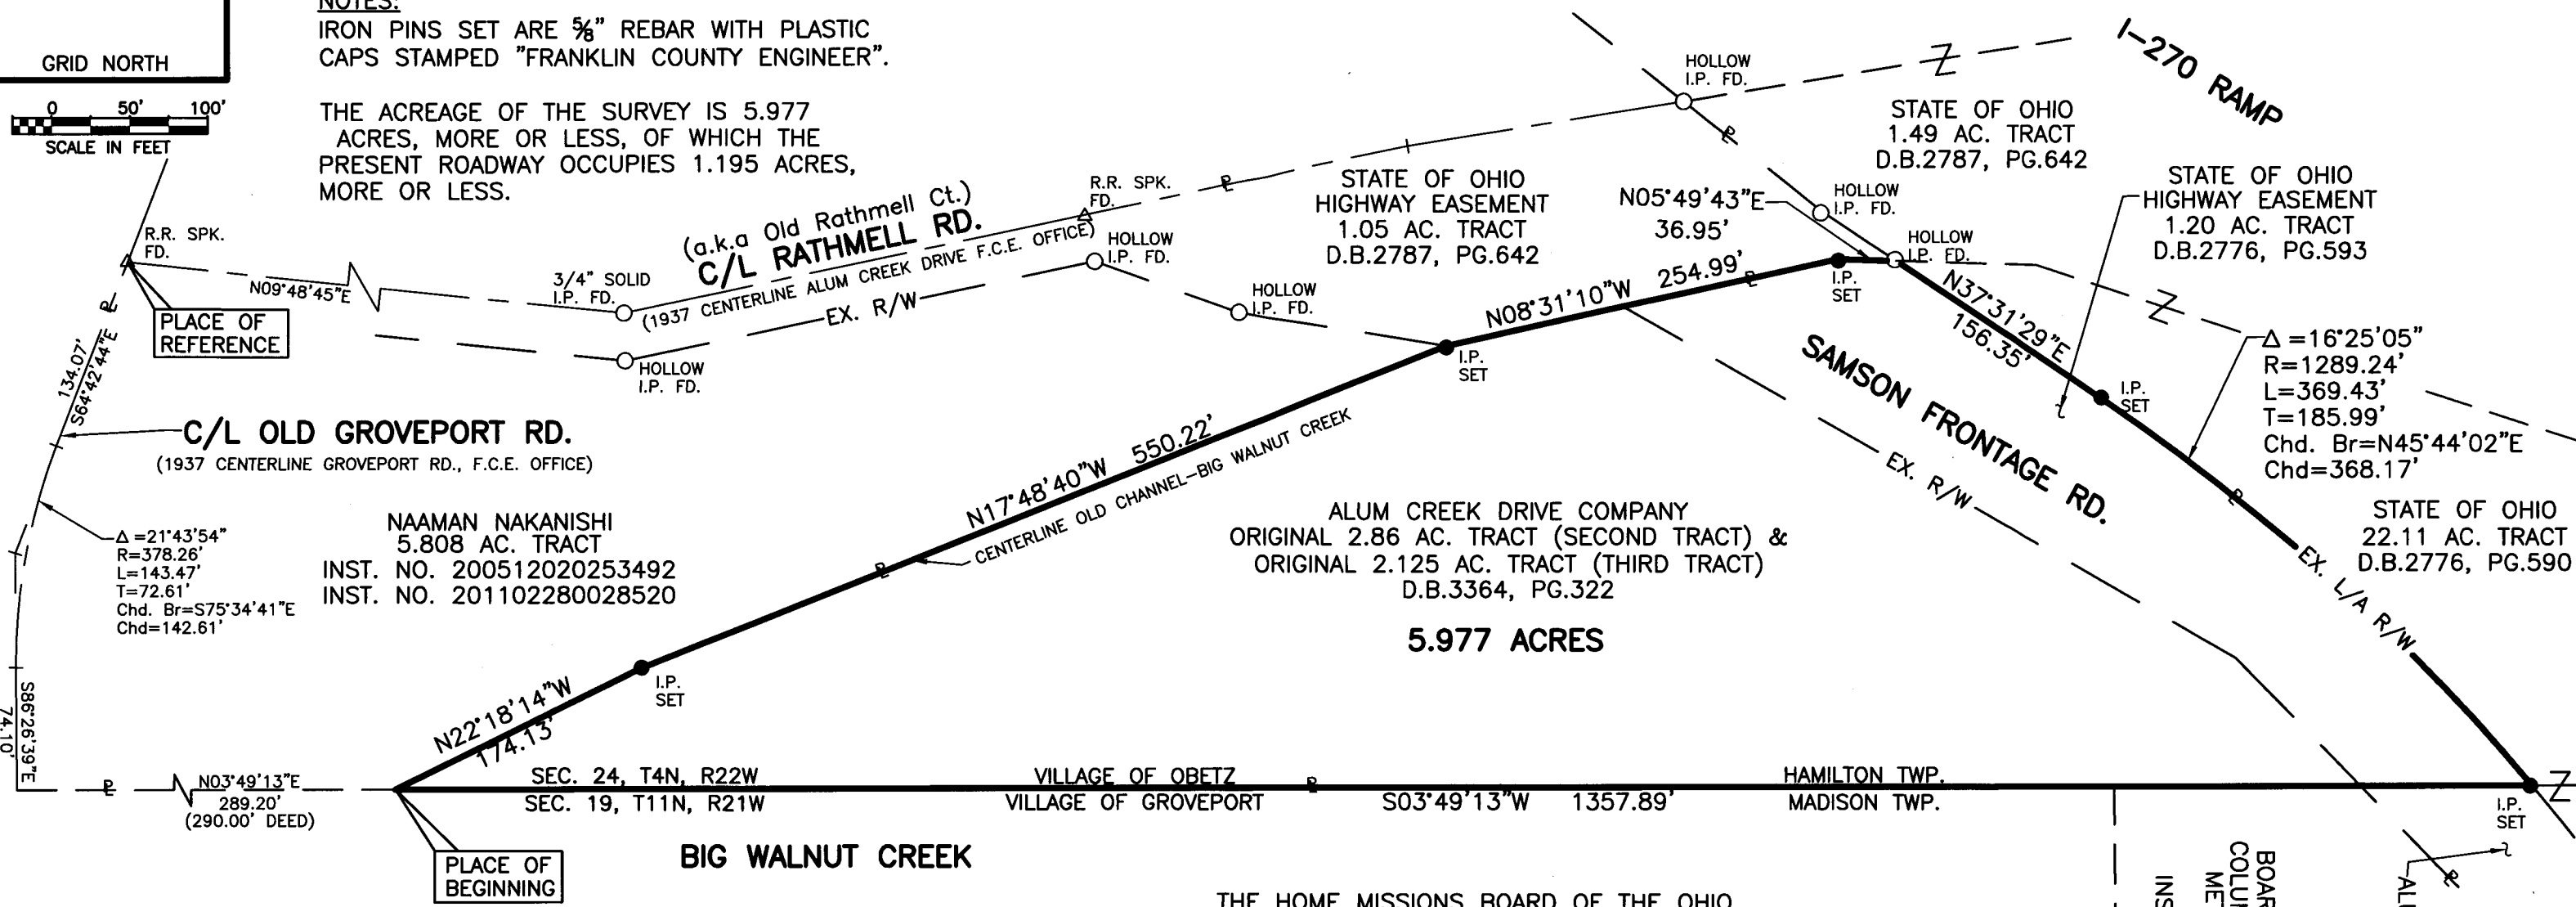 GRID NORTH
0 50' 100'
SCALE IN FEET
NOTES:
IRON PINS SET ARE ⅝" REBAR WITH PLASTIC
CAPS STAMPED "FRANKLIN COUNTY ENGINEER".
THE ACREAGE OF THE SURVEY IS 5.977
ACRES, MORE OR LESS, OF WHICH THE
PRESENT ROADWAY OCCUPIES 1.195 ACRES,
MORE OR LESS.
R.R. SPK.
FD.
PLACE OF
REFERENCE
N09°48'45"E
3/4" SOLID
I.P. FD.
HOLLOW
I.P. FD.
(a.k.a Old Rathmell Ct.)
C/L RATHMELL RD.
(1937 CENTERLINE ALUM CREEK DRIVE F.C.E. OFFICE)
EX. R/W
R.R. SPK.
FD.
HOLLOW
I.P. FD.
HOLLOW
I.P. FD.
HOLLOW
I.P. FD.
I-270 RAMP
STATE OF OHIO
1.49 AC. TRACT
D.B.2787, PG.642
STATE OF OHIO
HIGHWAY EASEMENT
1.05 AC. TRACT
D.B.2787, PG.642
N05°49'43"E
36.95'
HOLLOW
I.P. FD.
HOLLOW
I.P. FD.
STATE OF OHIO
HIGHWAY EASEMENT
1.20 AC. TRACT
D.B.2776, PG.593
N08°31'10"W 254.99'
I.P.
SET
I.P.
SET
N37°31'29"E
156.35'
I.P.
SET
Δ =16°25'05"
R=1289.24'
L=369.43'
T=185.99'
Chd. Br=N45°44'02"E
Chd=368.17'
SAMSON FRONTAGE RD.
EX. R/W
134.07'
S64°42'44"E
C/L OLD GROVEPORT RD.
(1937 CENTERLINE GROVEPORT RD., F.C.E. OFFICE)
Δ =21°43'54"
R=378.26'
L=143.47'
T=72.61'
Chd. Br=S75°34'41"E
Chd=142.61'
NAAMAN NAKANISHI
5.808 AC. TRACT
INST. NO. 200512020253492
INST. NO. 201102280028520
N17°48'40"W 550.22'
CENTERLINE OLD CHANNEL-BIG WALNUT CREEK
ALUM CREEK DRIVE COMPANY
ORIGINAL 2.86 AC. TRACT (SECOND TRACT) &
ORIGINAL 2.125 AC. TRACT (THIRD TRACT)
D.B.3364, PG.322
5.977 ACRES
STATE OF OHIO
22.11 AC. TRACT
D.B.2776, PG.590
EX. L/A R/W
S86°26'39"E
74.10'
N22°18'14"W
174.13'
I.P.
SET
N03°49'13"E
289.20'
(290.00' DEED)
SEC. 24, T4N, R22W VILLAGE OF OBETZ HAMILTON TWP.
SEC. 19, T11N, R21W VILLAGE OF GROVEPORT S03°49'13"W 1357.89' MADISON TWP.
I.P.
SET
PLACE OF
BEGINNING
BIG WALNUT CREEK
THE HOME MISSIONS BOARD OF THE OHIO
BOAR
COLUM
ME
INS
ALU